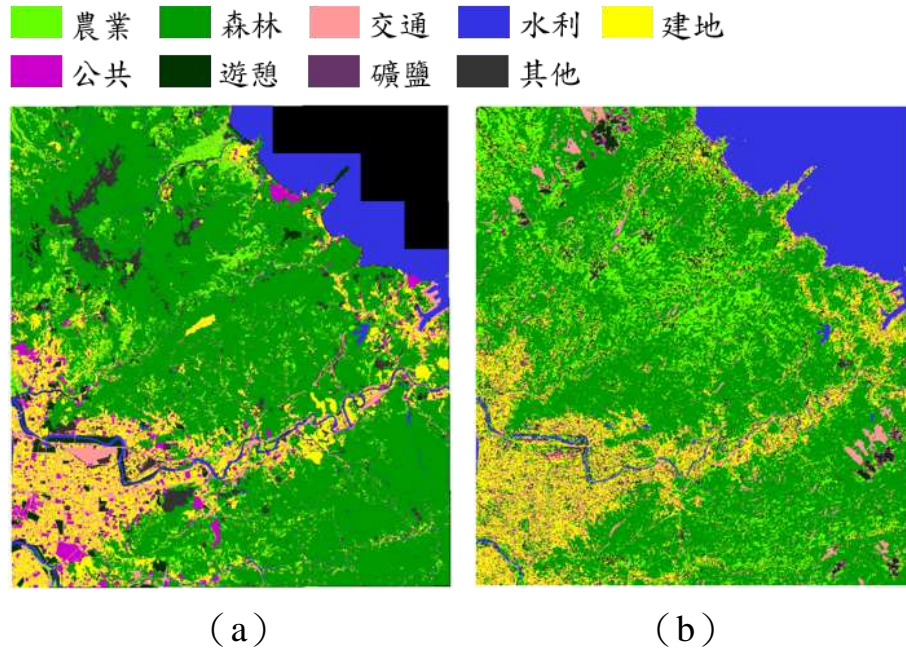 農業 森林 交通 水利 建地
公共 遊憩 礦鹽 其他
（a） （b）